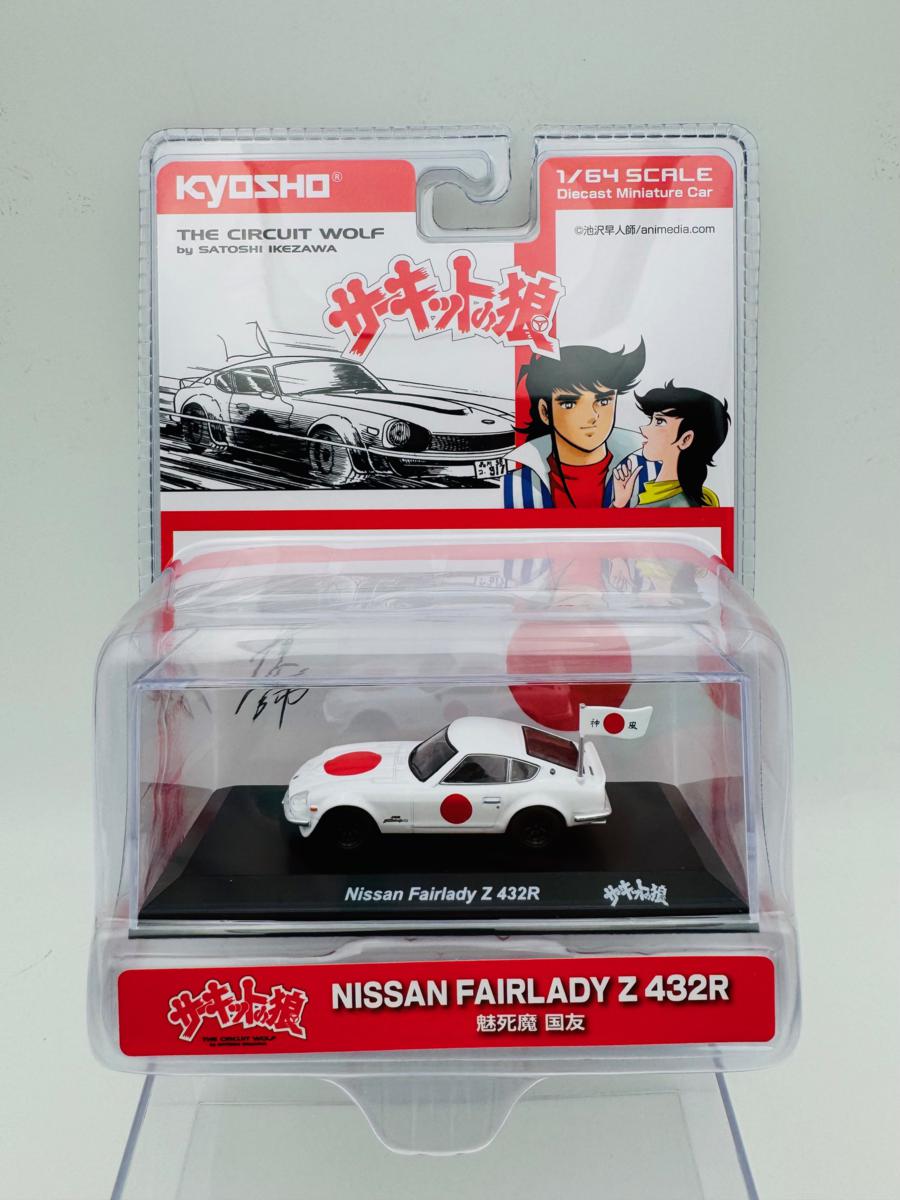 KYOSHO®
1/64 SCALE
Diecast Miniature Car
THE CIRCUIT WOLF
by SATOSHI IKEZAWA
©池沢早人師/animedia.com
サーキットの狼
神 風
Nissan Fairlady Z 432R
サーキットの狼
サーキットの狼
THE CIRCUIT WOLF
by SATOSHI IKEZAWA
NISSAN FAIRLADY Z 432R
魅死魔 国友